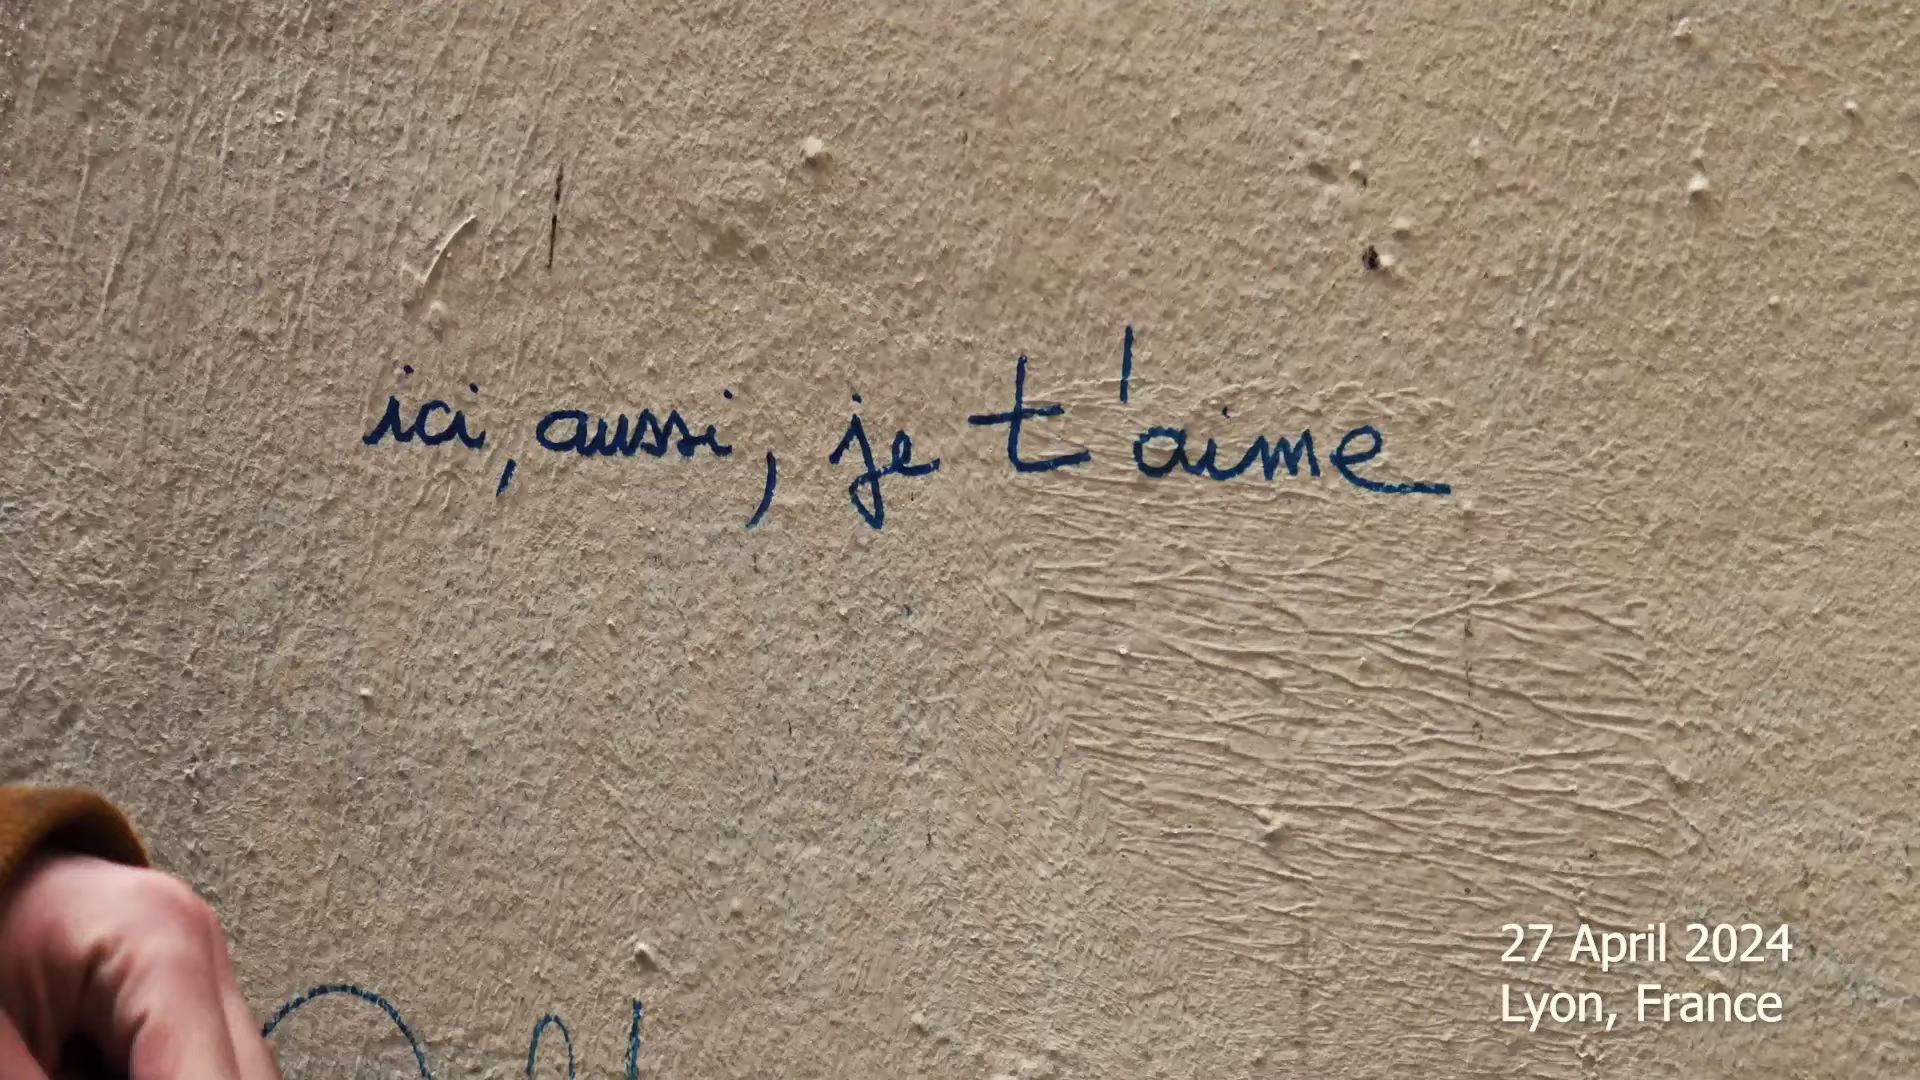 ici, aussi, je t'aime
27 April 2024
Lyon, France